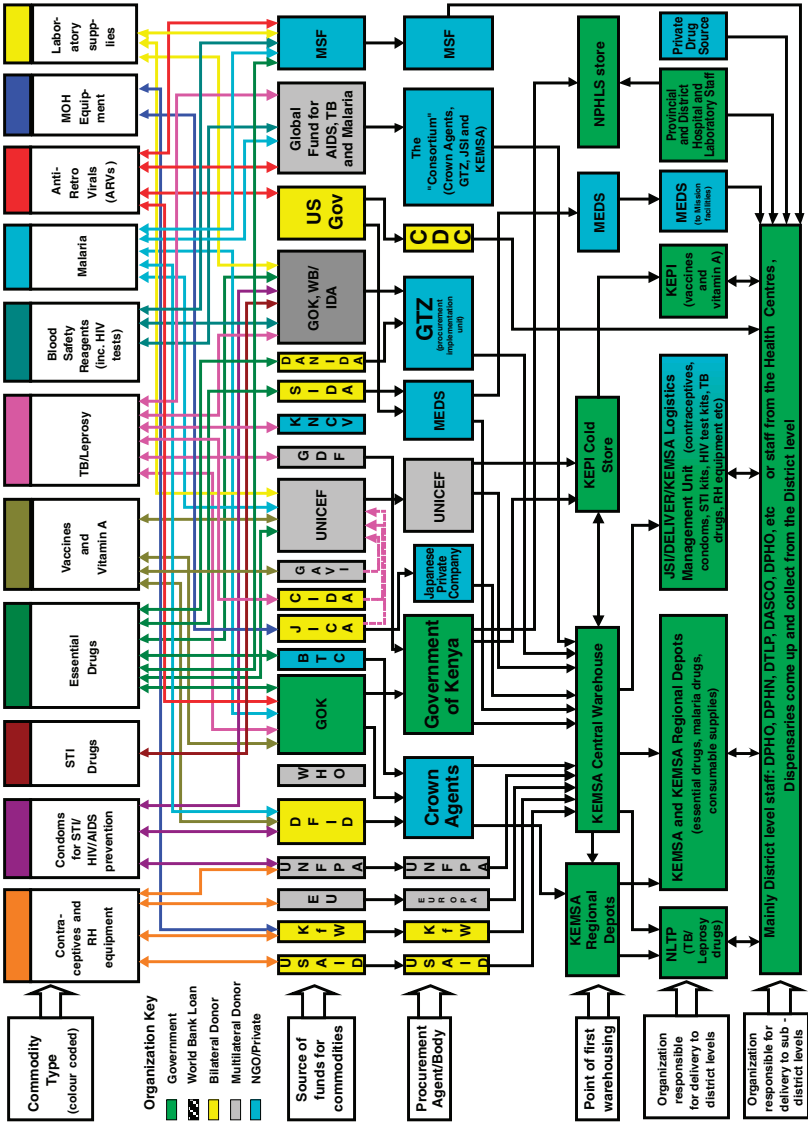 Commodity
Type
(colour coded)
Contra-
ceptives and
RH
equipment
Condoms
for STI/
HIV/AIDS
prevention
STI
Drugs
Essential
Drugs
Vaccines
and
Vitamin A
TB/Leprosy
Blood
Safety
Reagents
(inc. HIV
tests)
Malaria
Anti-
Retro
Virals
(ARVs)
MOH
Equip-
ment
Labor-
atory
supp-
lies
Organization Key
Government
World Bank Loan
Bilateral Donor
Multilateral Donor
NGO/Private
Source of
funds for
commodities
USAID
KfW
EU
UNFPA
DFID
WHO
GOK
BTC
JICA
CIDA
GAVI
UNICEF
GDF
KNCV
SIDA
DANIDA
GOK, WB/
IDA
US
Gov
Global
Fund for
AIDS, TB
and Malaria
MSF
Procurement
Agent/Body
USAID
KfW
EUROPA
UNFPA
Crown
Agents
Government
of Kenya
Japanese
Private
Company
UNICEF
MEDS
GTZ
(procurement
implementation
unit)
CDC
The
"Consortium"
(Crown Agents,
GTZ, JSI and
KEMSA)
MSF
Point of first
warehousing
KEMSA
Regional
Depots
KEMSA Central Warehouse
KEPI Cold
Store
MEDS
NPHLS store
Organization
responsible
for delivery to
district levels
NLTP
(TB/
Leprosy
drugs)
KEMSA and KEMSA Regional Depots
(essential drugs, malaria drugs,
consumable supplies)
JSI/DELIVER/KEMSA Logistics
Management Unit (contraceptives,
condoms, STI kits, HIV test kits, TB
drugs, RH equipment etc)
KEPI
(vaccines
and
vitamin A)
MEDS
(to Mission
facilities)
Provincial
and District
Hospital and
Laboratory Staff
Private
Drug
Source
Organization
responsible for
delivery to sub -
district levels
Mainly District level staff: DPHO, DPHN, DTLP, DASCO, DPHO, etc or staff from the Health Centres ,
Dispensaries come up and collect from the District level